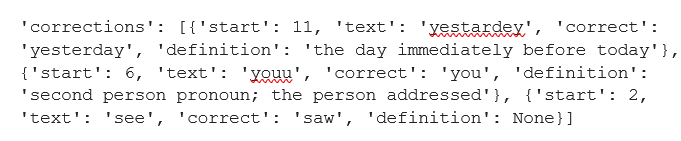 'corrections': [{'start': 11, 'text': 'yestardey', 'correct':
'yesterday', 'definition': 'the day immediately before today'},
{'start': 6, 'text': 'youu', 'correct': 'you', 'definition':
'second person pronoun; the person addressed'}, {'start': 2,
'text': 'see', 'correct': 'saw', 'definition': None}]